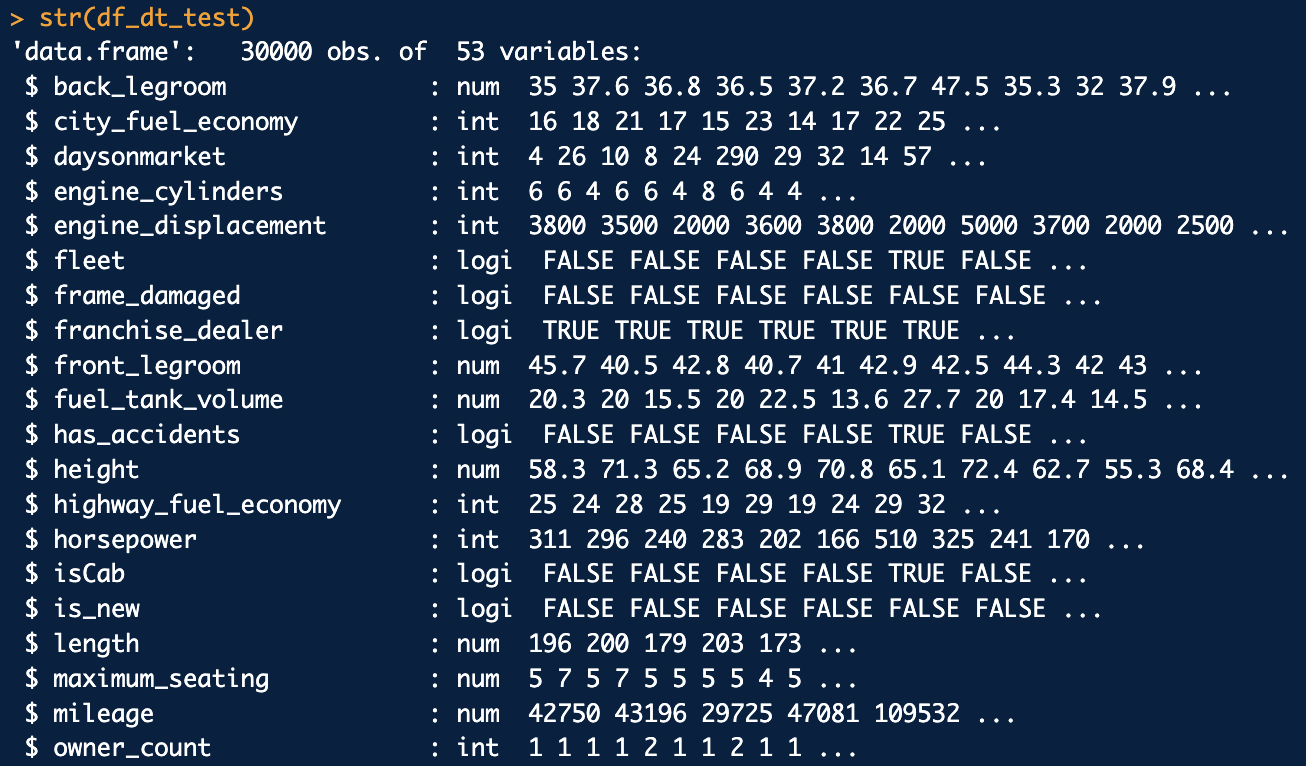 > str(df_dt_test)
'data.frame':   30000 obs. of  53 variables:
 $ back_legroom              : num  35 37.6 36.8 36.5 37.2 36.7 47.5 35.3 32 37.9 ...
 $ city_fuel_economy         : int  16 18 21 17 15 23 14 17 22 25 ...
 $ daysonmarket              : int  4 26 10 8 24 290 29 32 14 57 ...
 $ engine_cylinders          : int  6 6 4 6 6 4 8 6 4 4 ...
 $ engine_displacement       : int  3800 3500 2000 3600 3800 2000 5000 3700 2000 2500 ...
 $ fleet                     : logi  FALSE FALSE FALSE FALSE TRUE FALSE ...
 $ frame_damaged             : logi  FALSE FALSE FALSE FALSE FALSE FALSE ...
 $ franchise_dealer          : logi  TRUE TRUE TRUE TRUE TRUE TRUE ...
 $ front_legroom             : num  45.7 40.5 42.8 40.7 41 42.9 42.5 44.3 42 43 ...
 $ fuel_tank_volume          : num  20.3 20 15.5 20 22.5 13.6 27.7 20 17.4 14.5 ...
 $ has_accidents             : logi  FALSE FALSE FALSE FALSE TRUE FALSE ...
 $ height                    : num  58.3 71.3 65.2 68.9 70.8 65.1 72.4 62.7 55.3 68.4 ...
 $ highway_fuel_economy      : int  25 24 28 25 19 29 19 24 29 32 ...
 $ horsepower                : int  311 296 240 283 202 166 510 325 241 170 ...
 $ isCab                     : logi  FALSE FALSE FALSE FALSE TRUE FALSE ...
 $ is_new                    : logi  FALSE FALSE FALSE FALSE FALSE FALSE ...
 $ length                    : num  196 200 179 203 173 ...
 $ maximum_seating           : num  5 7 5 7 5 5 5 5 4 5 ...
 $ mileage                   : num  42750 43196 29725 47081 109532 ...
 $ owner_count               : int  1 1 1 1 2 1 1 2 1 1 ...